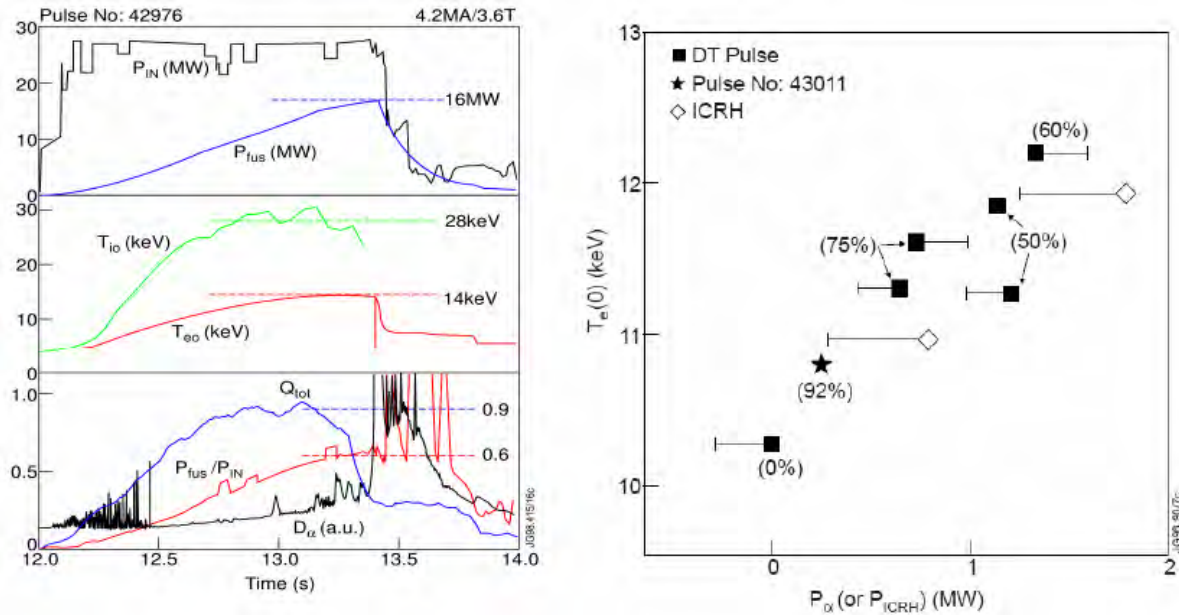 Pulse No: 42976
4.2MA/3.6T
30
20
10
0
P_IN (MW)
16MW
P_fus (MW)
30
20
10
0
T_io (keV)
28keV
14keV
T_eo (keV)
1.0
0.5
0
Q_tot
0.9
P_fus /P_IN
0.6
D_α (a.u.)
12.0
12.5
13.0
13.5
14.0
Time (s)
13
12
11
10
T_e(0) (keV)
DT Pulse
Pulse No: 43011
ICRH
(60%)
(75%)
(50%)
(92%)
(0%)
0
1
2
P_α (or P_ICRH) (MW)